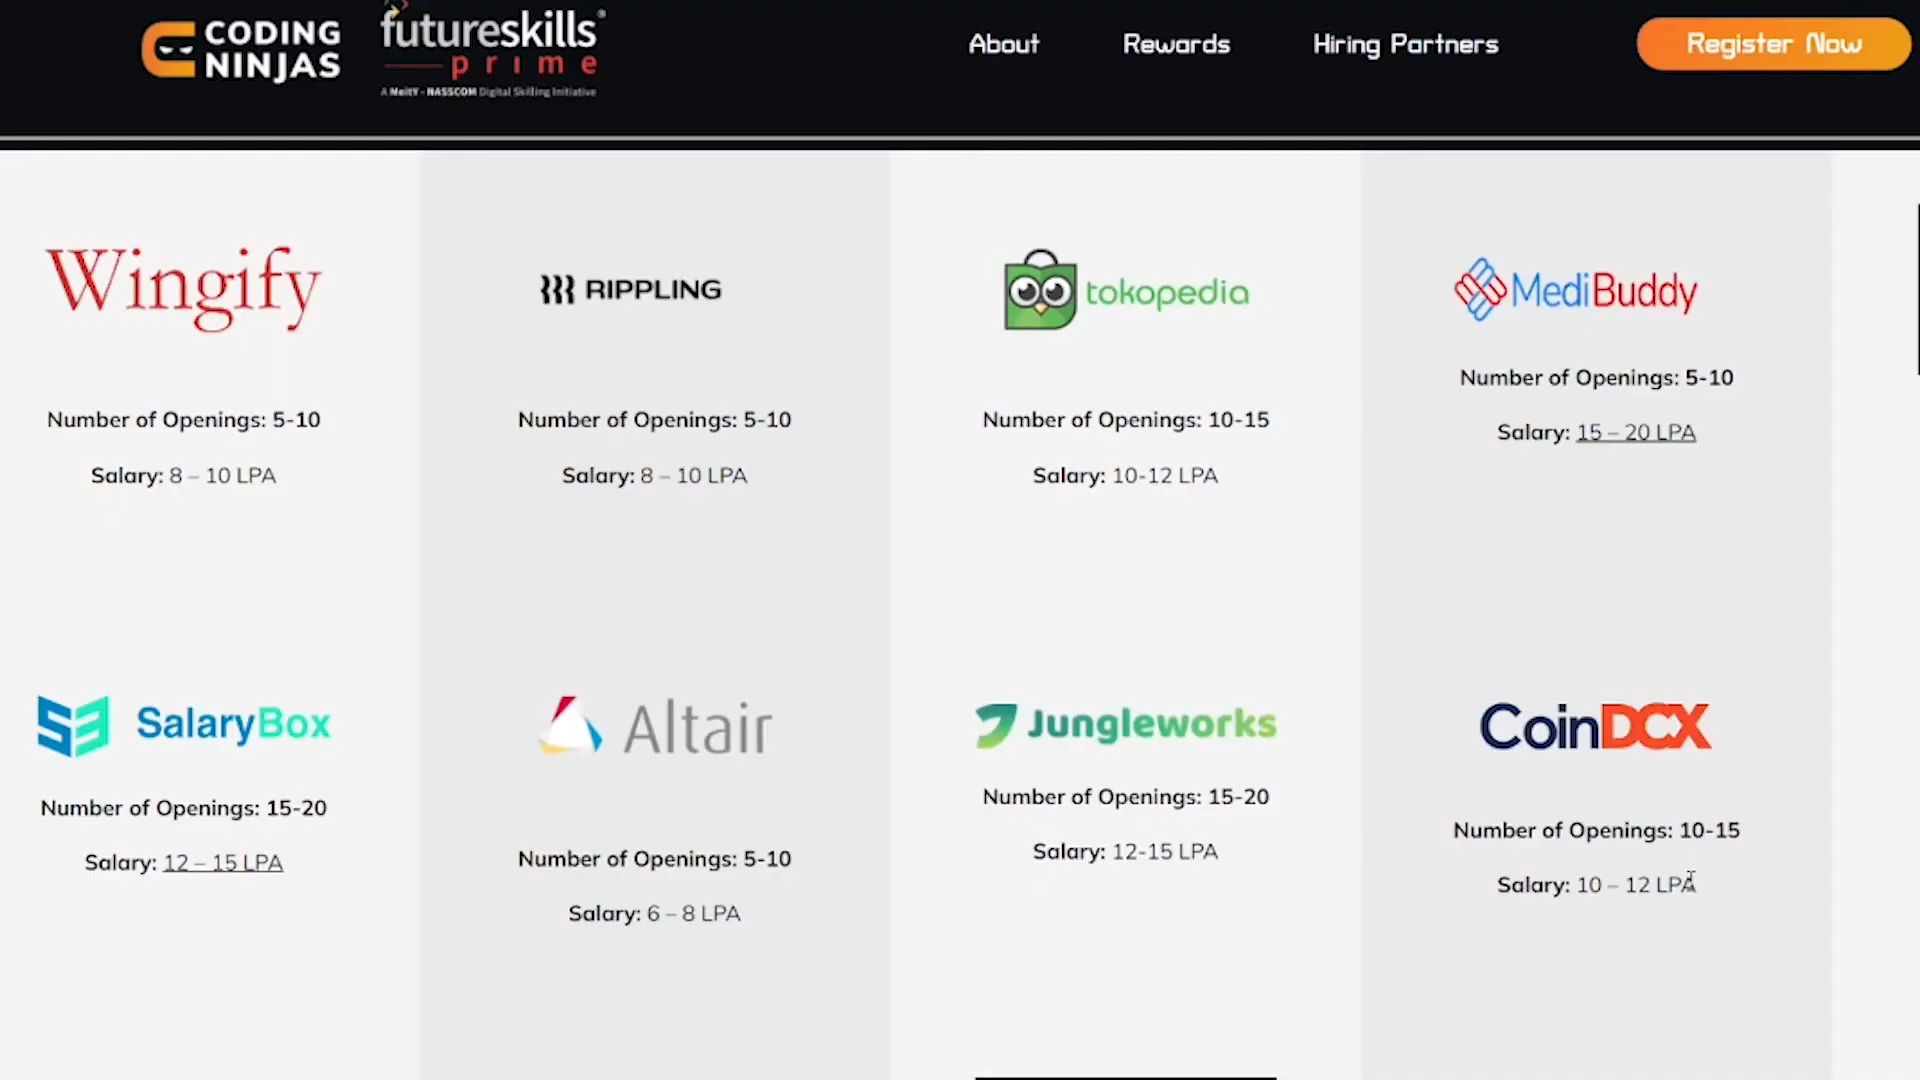 CODING
NINJAS
futureskills
prime
A MeitY - NASSCOM Digital Skilling Initiative
About
Rewards
Hiring Partners
Register Now
Wingify
Number of Openings: 5-10
Salary: 8 – 10 LPA
RIPPLING
Number of Openings: 5-10
Salary: 8 – 10 LPA
tokopedia
Number of Openings: 10-15
Salary: 10-12 LPA
MediBuddy
Number of Openings: 5-10
Salary: 15 – 20 LPA
SalaryBox
Number of Openings: 15-20
Salary: 12 – 15 LPA
Altair
Number of Openings: 5-10
Salary: 6 – 8 LPA
Jungleworks
Number of Openings: 15-20
Salary: 12-15 LPA
CoinDCX
Number of Openings: 10-15
Salary: 10 – 12 LPA